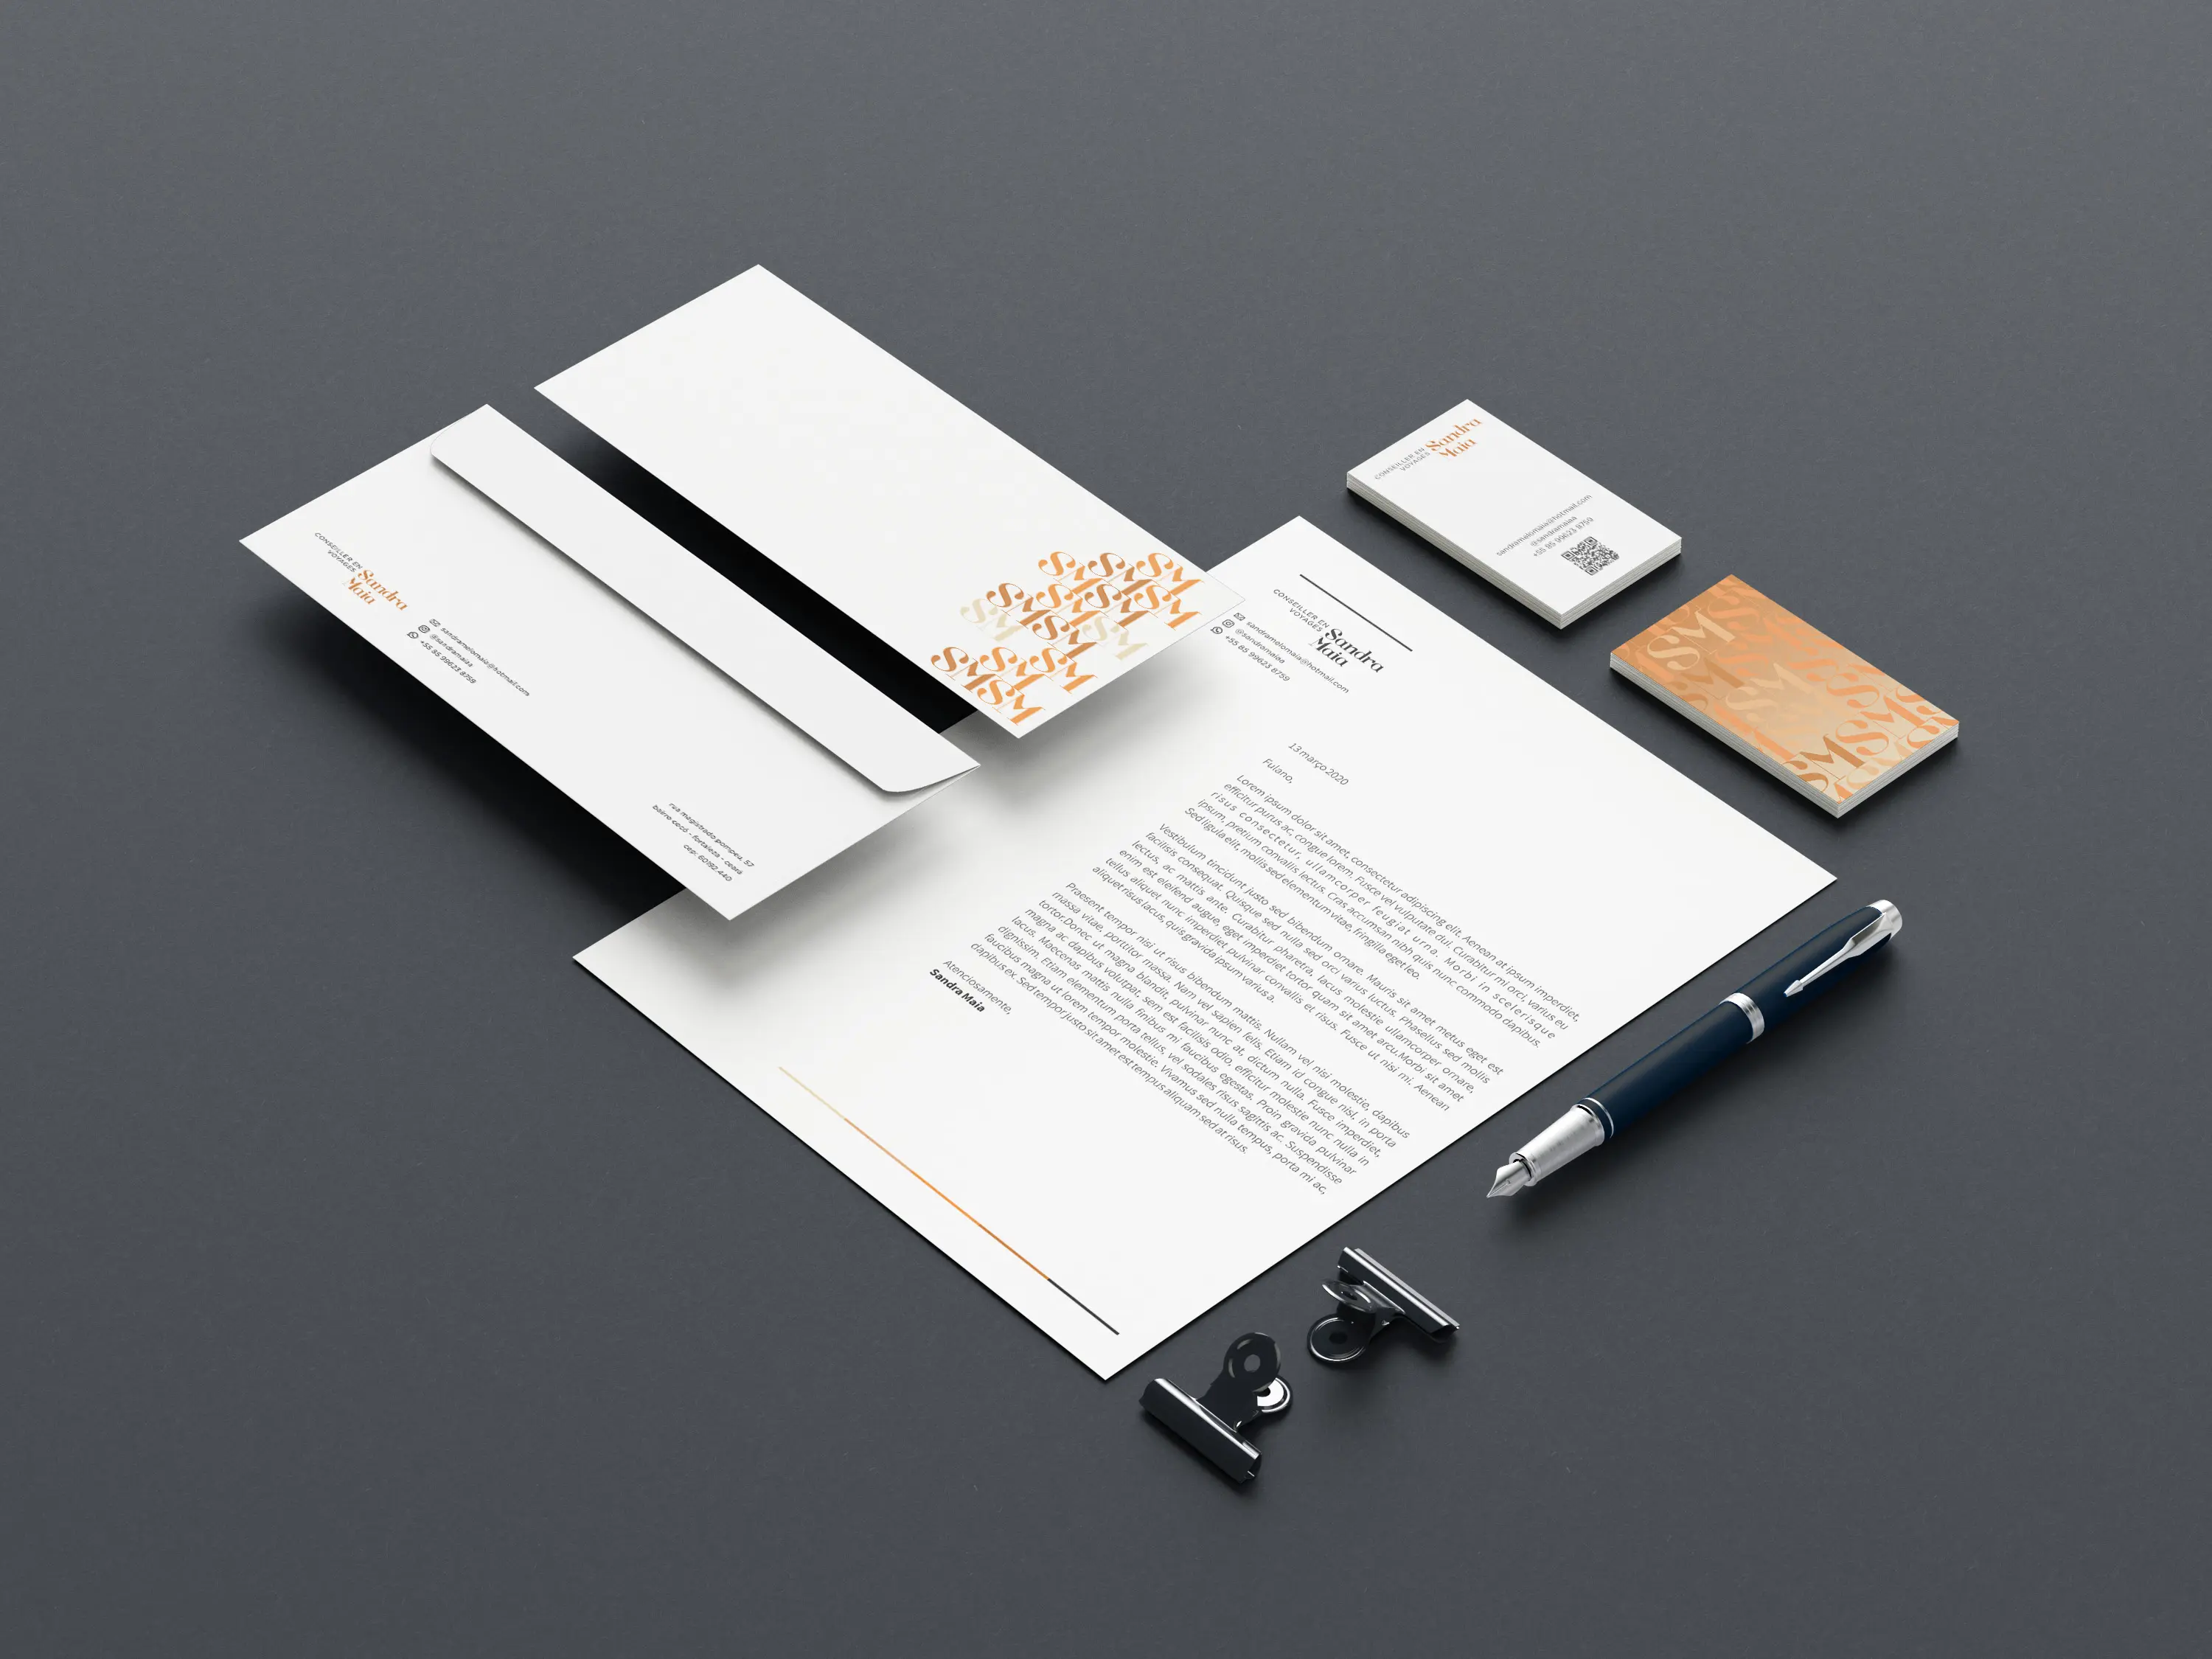 CONSEILLER EN
VOYAGES
Sandra
Maia
sandramelomaia@hotmail.com
@sandramaiaa
+55 85 99623 8759
rua magistrado pompeu, 57
bairro cocó - fortaleza - ceará
cep: 60192-440
SM SM SM
SM SM SM
SM SM SM
SM SM SM
SM SM
CONSEILLER EN
VOYAGES
Sandra
Maia
sandramelomaia@hotmail.com
@sandramaiaa
+55 85 99623 8759
13 março 2020
Fulano,
Lorem ipsum dolor sit amet, consectetur adipiscing elit. Aenean at ipsum imperdiet,
efficitur purus ac, congue lorem. Fusce vel vulputate dui. Curabitur mi orci, varius eu
risus consectetur, ullamcorper feugiat urna. Morbi in scelerisque
ipsum, pretium convallis lectus. Cras accumsan nibh quis nunc commodo dapibus.
Sed ligula elit, mollis sed elementum vitae, fringilla eget leo.
Vestibulum tincidunt justo sed bibendum ornare. Mauris sit amet metus eget est
facilisis consequat. Quisque sed nulla sed orci varius luctus. Phasellus sed mollis
lectus, ac mattis ante. Curabitur pharetra, lacus molestie ullamcorper ornare,
enim est eleifend augue, eget imperdiet tortor quam sit amet arcu.Morbi sit amet
tellus aliquet nunc imperdiet pulvinar convallis et risus. Fusce ut nisi mi. Aenean
aliquet risus lacus, quis gravida ipsum varius a.
Praesent tempor nisi ut risus bibendum mattis. Nullam vel nisi molestie, dapibus
massa vitae, porttitor massa. Nam vel sapien felis. Etiam id congue nisl, in porta
tortor.Donec ut magna blandit, pulvinar nunc at, dictum nulla. Fusce imperdiet,
magna ac dapibus volutpat, sem est facilisis odio, efficitur molestie nunc nulla in
lacus. Maecenas mattis nulla finibus mi faucibus egestas. Proin gravida pulvinar
dignissim. Etiam elementum porta tellus, vel sodales risus sagittis ac. Suspendisse
faucibus magna ut lorem tempor molestie. Vivamus sed nulla tempus, porta mi ac,
dapibus ex. Sed tempor justo sit amet est tempus aliquam sed at risus.
Atenciosamente,
Sandra Maia
CONSEILLER EN
VOYAGES
Sandra
Maia
sandramelomaia@hotmail.com
@sandramaiaa
+55 85 99623 8759
SM
SM
SM
SM